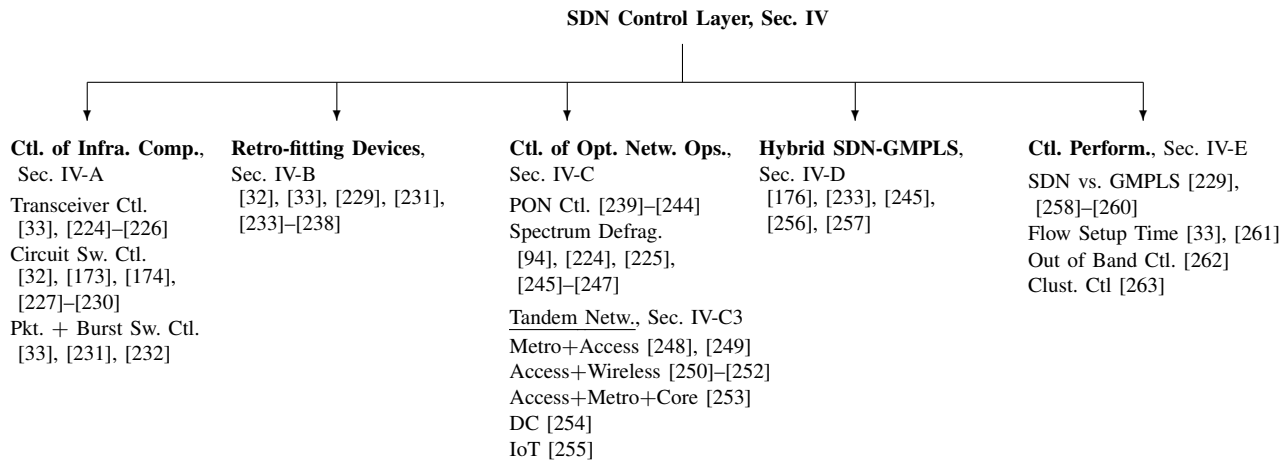 SDN Control Layer, Sec. IV
Ctl. of Infra. Comp.,
Sec. IV-A
Transceiver Ctl.
[33], [224]–[226]
Circuit Sw. Ctl.
[32], [173], [174],
[227]–[230]
Pkt. + Burst Sw. Ctl.
[33], [231], [232]
Retro-fitting Devices,
Sec. IV-B
[32], [33], [229], [231],
[233]–[238]
Ctl. of Opt. Netw. Ops.,
Sec. IV-C
PON Ctl. [239]–[244]
Spectrum Defrag.
[94], [224], [225],
[245]–[247]
Tandem Netw., Sec. IV-C3
Metro+Access [248], [249]
Access+Wireless [250]–[252]
Access+Metro+Core [253]
DC [254]
IoT [255]
Hybrid SDN-GMPLS,
Sec. IV-D
[176], [233], [245],
[256], [257]
Ctl. Perform., Sec. IV-E
SDN vs. GMPLS [229],
[258]–[260]
Flow Setup Time [33], [261]
Out of Band Ctl. [262]
Clust. Ctl [263]